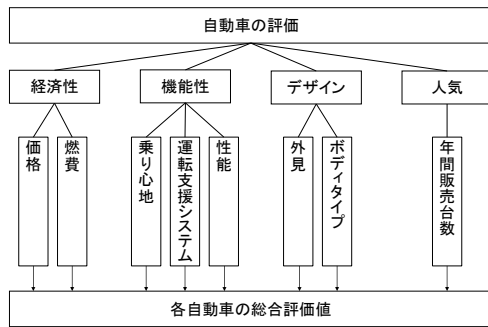 自動車の評価
経済性
機能性
デザイン
人気
価格
燃費
乗り心地
運転支援システム
性能
外見
ボディタイプ
年間販売台数
各自動車の総合評価値